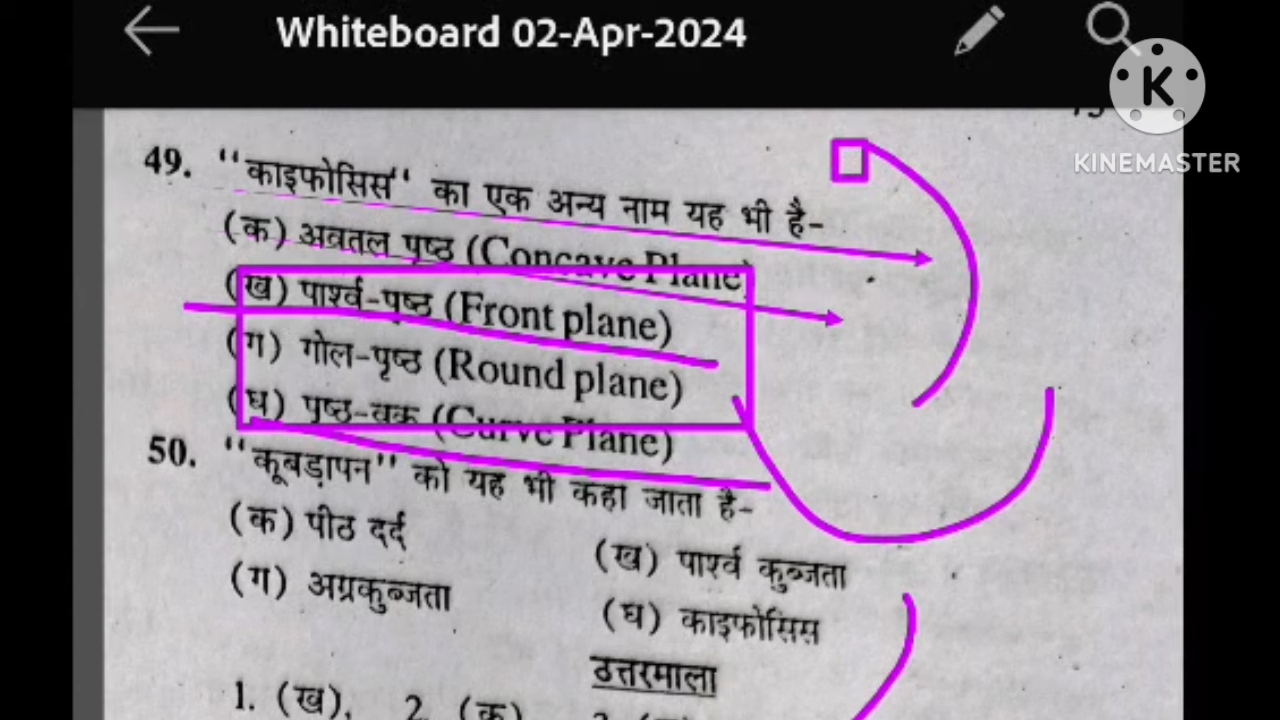 Whiteboard 02-Apr-2024
KINEMASTER
49. "काइफोसिस" का एक अन्य नाम यह भी है-
(क) अवतल पृष्ठ (Concave Plane)
(ख) पार्श्व-पृष्ठ (Front plane)
(ग) गोल-पृष्ठ (Round plane)
(घ) पृष्ठ-वक्र (Curve Plane)
50. "कूबड़ापन" को यह भी कहा जाता है-
(क) पीठ दर्द (ख) पार्श्व कुब्जता
(ग) अग्रकुब्जता (घ) काइफोसिस
उत्तरमाला
1. (ख), 2. (क)